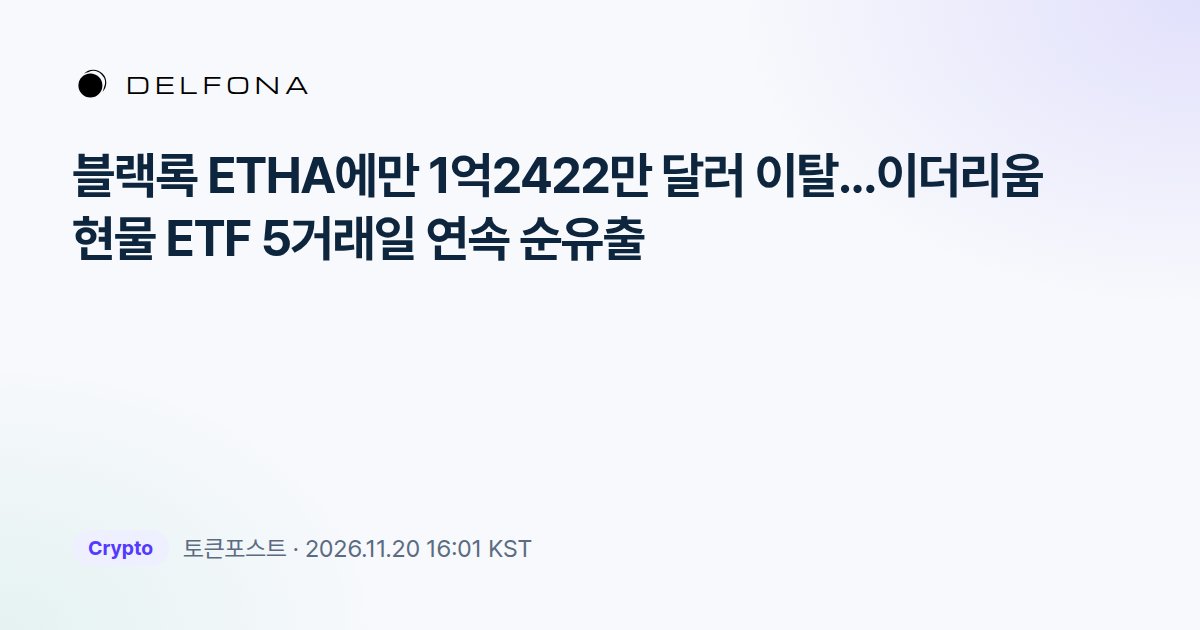 DELFONA
블랙록 ETHA에만 1억2422만 달러 이탈…이더리움
현물 ETF 5거래일 연속 순유출
Crypto 토큰포스트 · 2026.11.20 16:01 KST